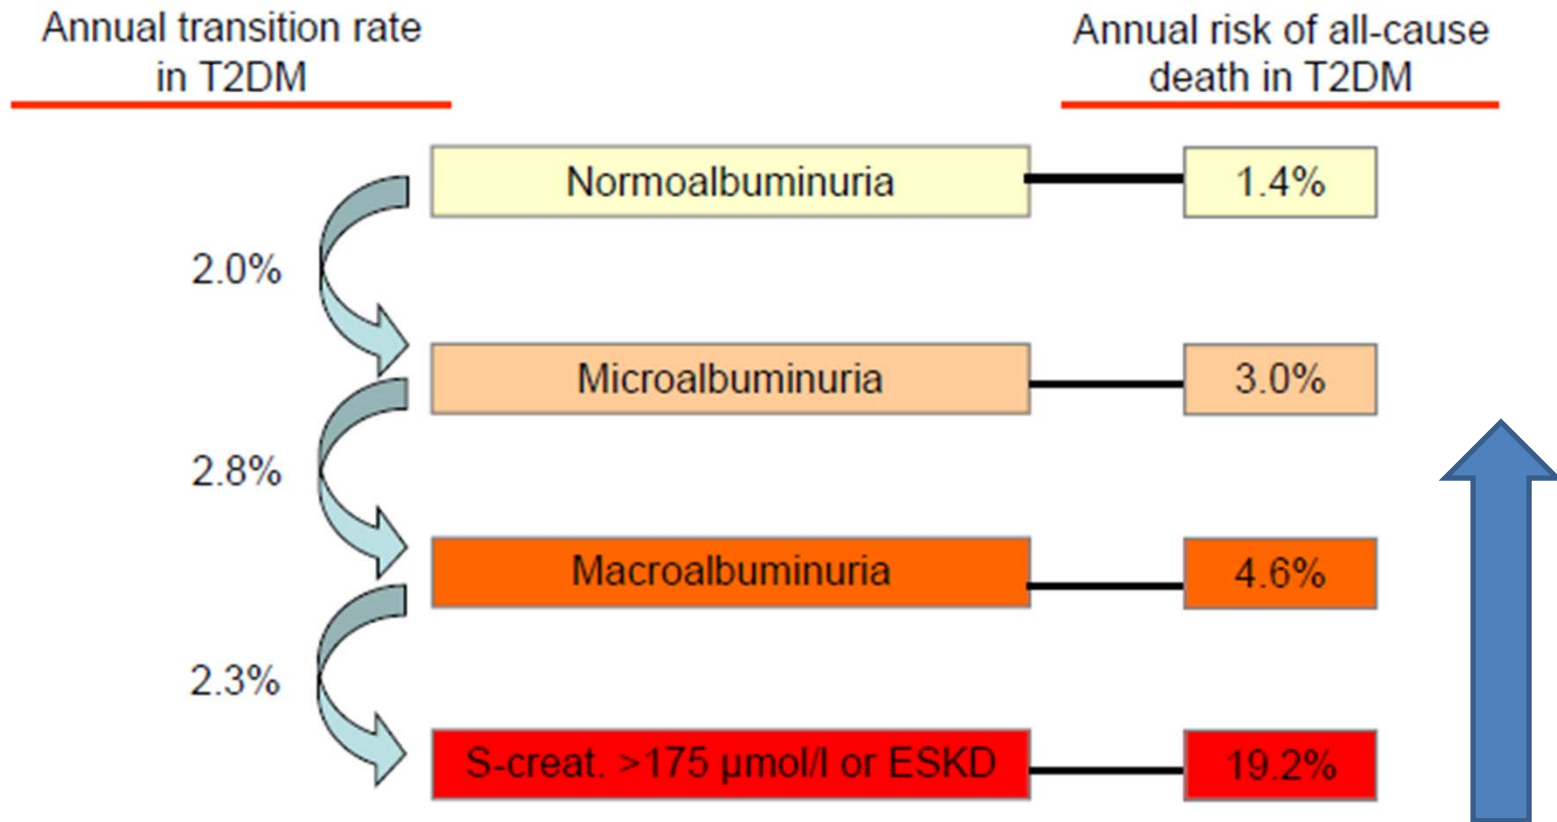 Annual transition rate
in T2DM
Annual risk of all-cause
death in T2DM
Normoalbuminuria
1.4%
2.0%
Microalbuminuria
3.0%
2.8%
Macroalbuminuria
4.6%
2.3%
S-creat. >175 μmol/l or ESKD
19.2%